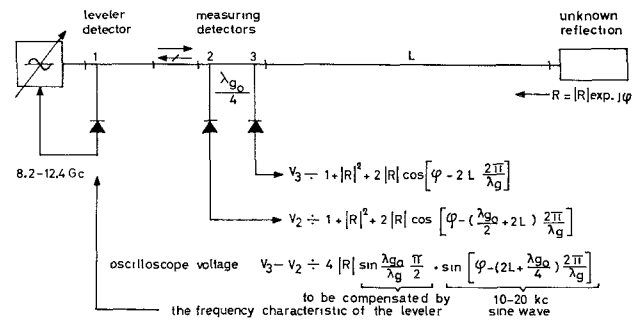 leveler
detector
measuring
detectors
unknown
reflection
1
2
3
L
λg₀
4
R = |R| exp. jφ
8.2-12.4 Gc
V₃ ÷ 1+|R|² + 2|R| cos[φ - 2L 2π/λg]
V₂ ÷ 1+|R|² + 2|R| cos [φ-(λg₀/2 + 2L) 2π/λg]
oscilloscope voltage V₃ - V₂ ÷ 4 |R| sin λg₀/λg π/2 . sin [φ-(2L+ λg₀/4) 2π/λg]
to be compensated by
the frequency characteristic of the leveler
10-20 kc
sine wave